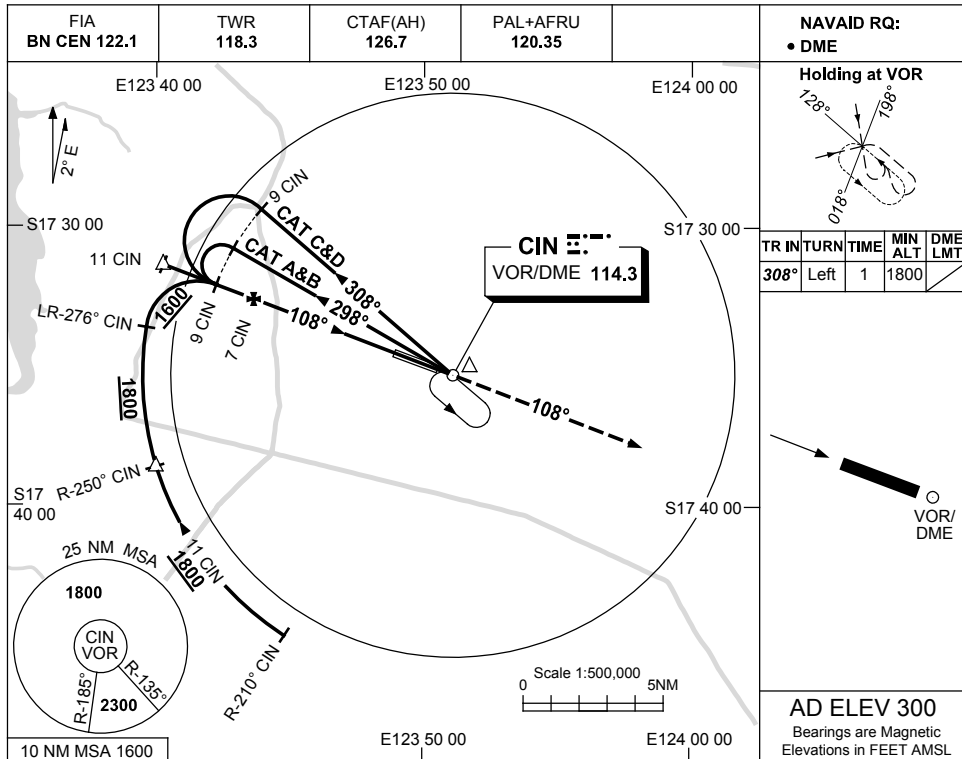 FIA
BN CEN 122.1
TWR
118.3
CTAF(AH)
126.7
PAL+AFRU
120.35
NAVAID RQ:
• DME
E123 40 00
E123 50 00
E124 00 00
2° E
S17 30 00
S17 30 00
9 CIN
CAT C&D
CAT A&B
308°
298°
CIN
VOR/DME 114.3
11 CIN
LR-276° CIN
1600
9 CIN
7 CIN
108°
108°
1800
R-250° CIN
S17
40 00
S17 40 00
11 CIN
1800
R-210° CIN
25 NM MSA
1800
CIN
VOR
R-185°
R-135°
2300
10 NM MSA 1600
Scale 1:500,000
0 5NM
E123 50 00
E124 00 00
Holding at VOR
128°
198°
018°
TR IN TURN TIME MIN ALT DME LMT
308° Left 1 1800
VOR/
DME
AD ELEV 300
Bearings are Magnetic
Elevations in FEET AMSL